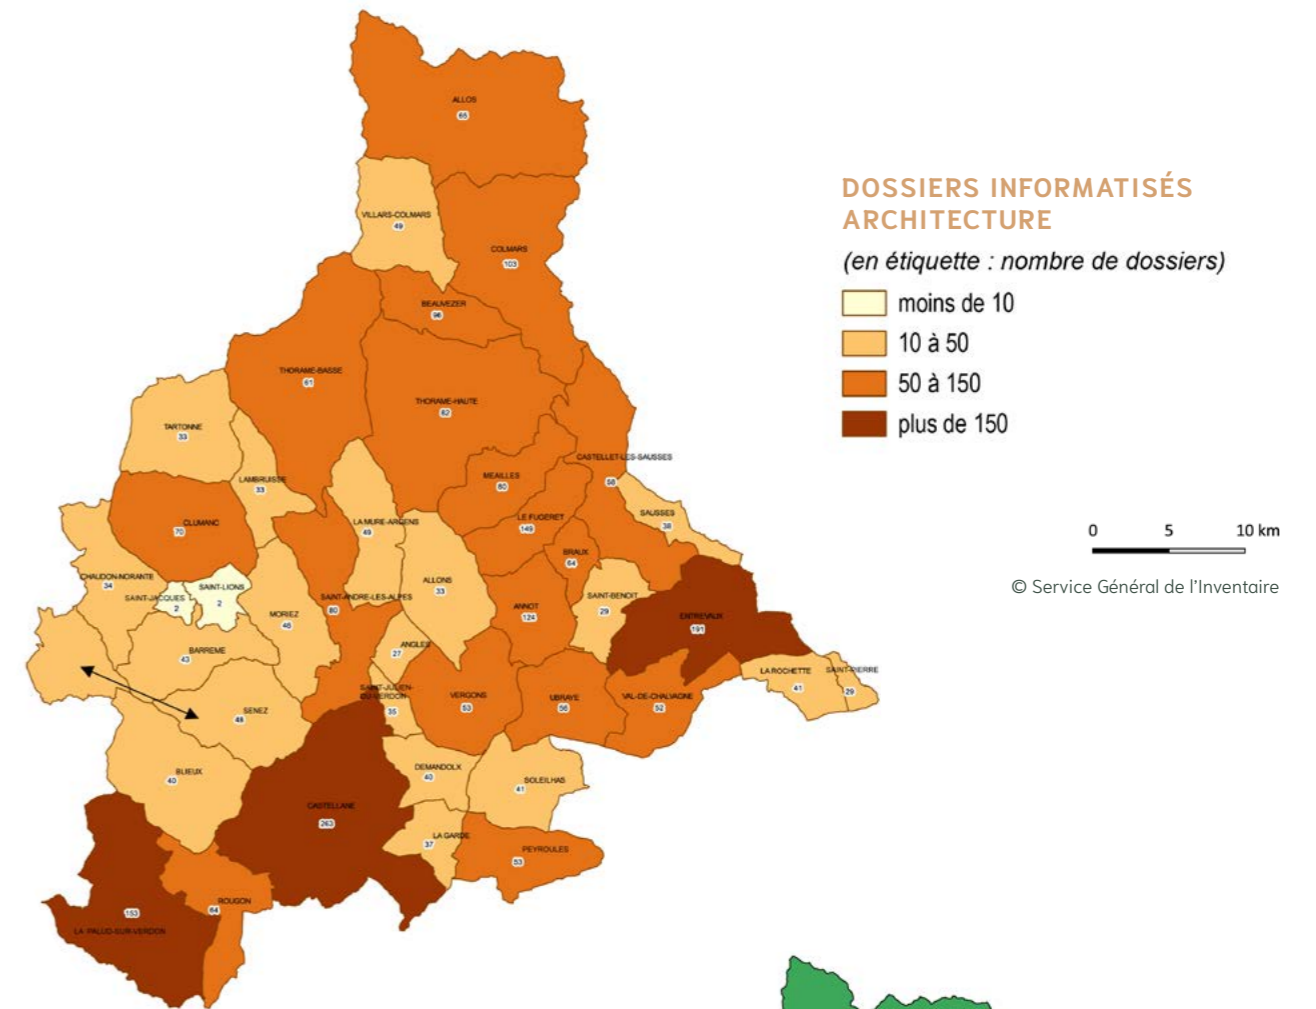 ALLOS
65
DOSSIERS INFORMATISÉS
ARCHITECTURE
(en étiquette : nombre de dossiers)
moins de 10
10 à 50
50 à 150
plus de 150
VILLARS-COLMARS
49
COLMARS
103
BEAUVEZER
96
THORAME-BASSE
61
THORAME-HAUTE
82
TARTONNE
33
LAMBRUISSE
33
CASTELLET-LES-SAUSSES
58
MEAILLES
80
SAUSSES
38
LE FUGERET
149
LA MURE-ARGENS
49
CLUMANC
70
BRAUX
64
0 5 10 km
© Service Général de l'Inventaire
CHAUDON-NORANTE
34
SAINT-JACQUES
2
SAINT-LIONS
2
ALLONS
33
SAINT-ANDRE-LES-ALPES
80
SAINT-BENOIT
29
MORIEZ
46
ANNOT
124
ENTREVAUX
191
BARREME
43
ANGLES
27
LA ROCHETTE
41
SAINT-PIERRE
29
SAINT-JULIEN-
DU-VERDON
35
VERGONS
53
UBRAYE
56
VAL-DE-CHALVAGNE
52
SENEZ
48
BLIEUX
40
DEMANDOLX
40
SOLEILHAS
41
CASTELLANE
263
LA GARDE
37
PEYROULES
53
ROUGON
64
153
LA PALUD-SUR-VERDON